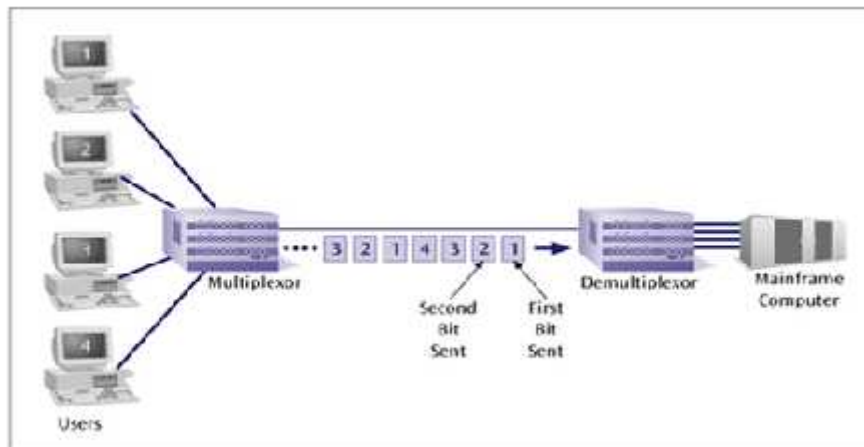 1
2
3
4
Users
Multiplexor
3 2 1 4 3 2 1
Second
Bit
Sent
First
Bit
Sent
Demultiplexor
Mainframe
Computer